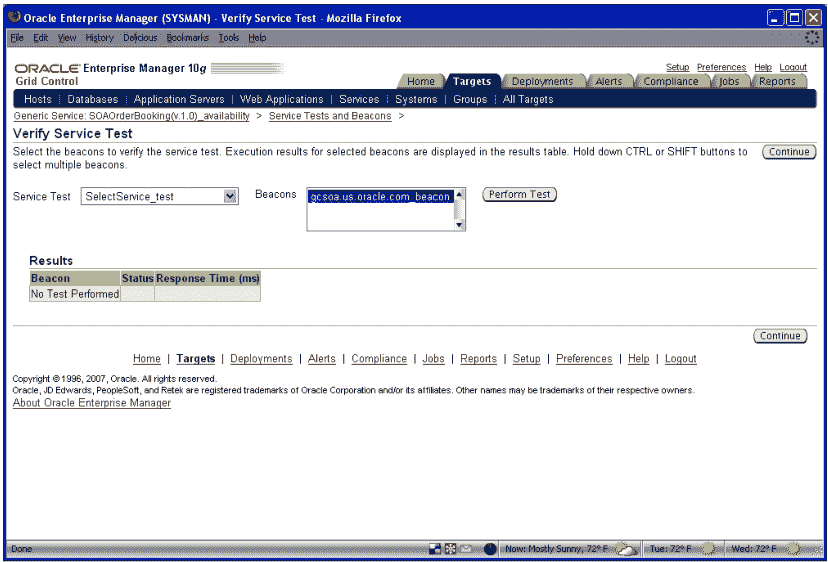 Oracle Enterprise Manager (SYSMAN) - Verify Service Test - Mozilla Firefox
File Edit View History Delicious Bookmarks Tools Help
ORACLE Enterprise Manager 10g
Grid Control
Setup Preferences Help Logout
Home Targets Deployments Alerts Compliance Jobs Reports
Hosts | Databases | Application Servers | Web Applications | Services | Systems | Groups | All Targets
Generic Service: SOAOrderBooking(v.1.0)_availability > Service Tests and Beacons >
Verify Service Test
Select the beacons to verify the service test. Execution results for selected beacons are displayed in the results table. Hold down CTRL or SHIFT buttons to
select multiple beacons.
Continue
Service Test SelectService_test Beacons gcsoa.us.oracle.com_beacon Perform Test
Results
Beacon Status Response Time (ms)
No Test Performed
Continue
Home | Targets | Deployments | Alerts | Compliance | Jobs | Reports | Setup | Preferences | Help | Logout
Copyright © 1996, 2007, Oracle. All rights reserved.
Oracle, JD Edwards, PeopleSoft, and Retek are registered trademarks of Oracle Corporation and/or its affiliates. Other names may be trademarks of their respective owners.
About Oracle Enterprise Manager
Done Now: Mostly Sunny, 72° F Tue: 72° F Wed: 72° F